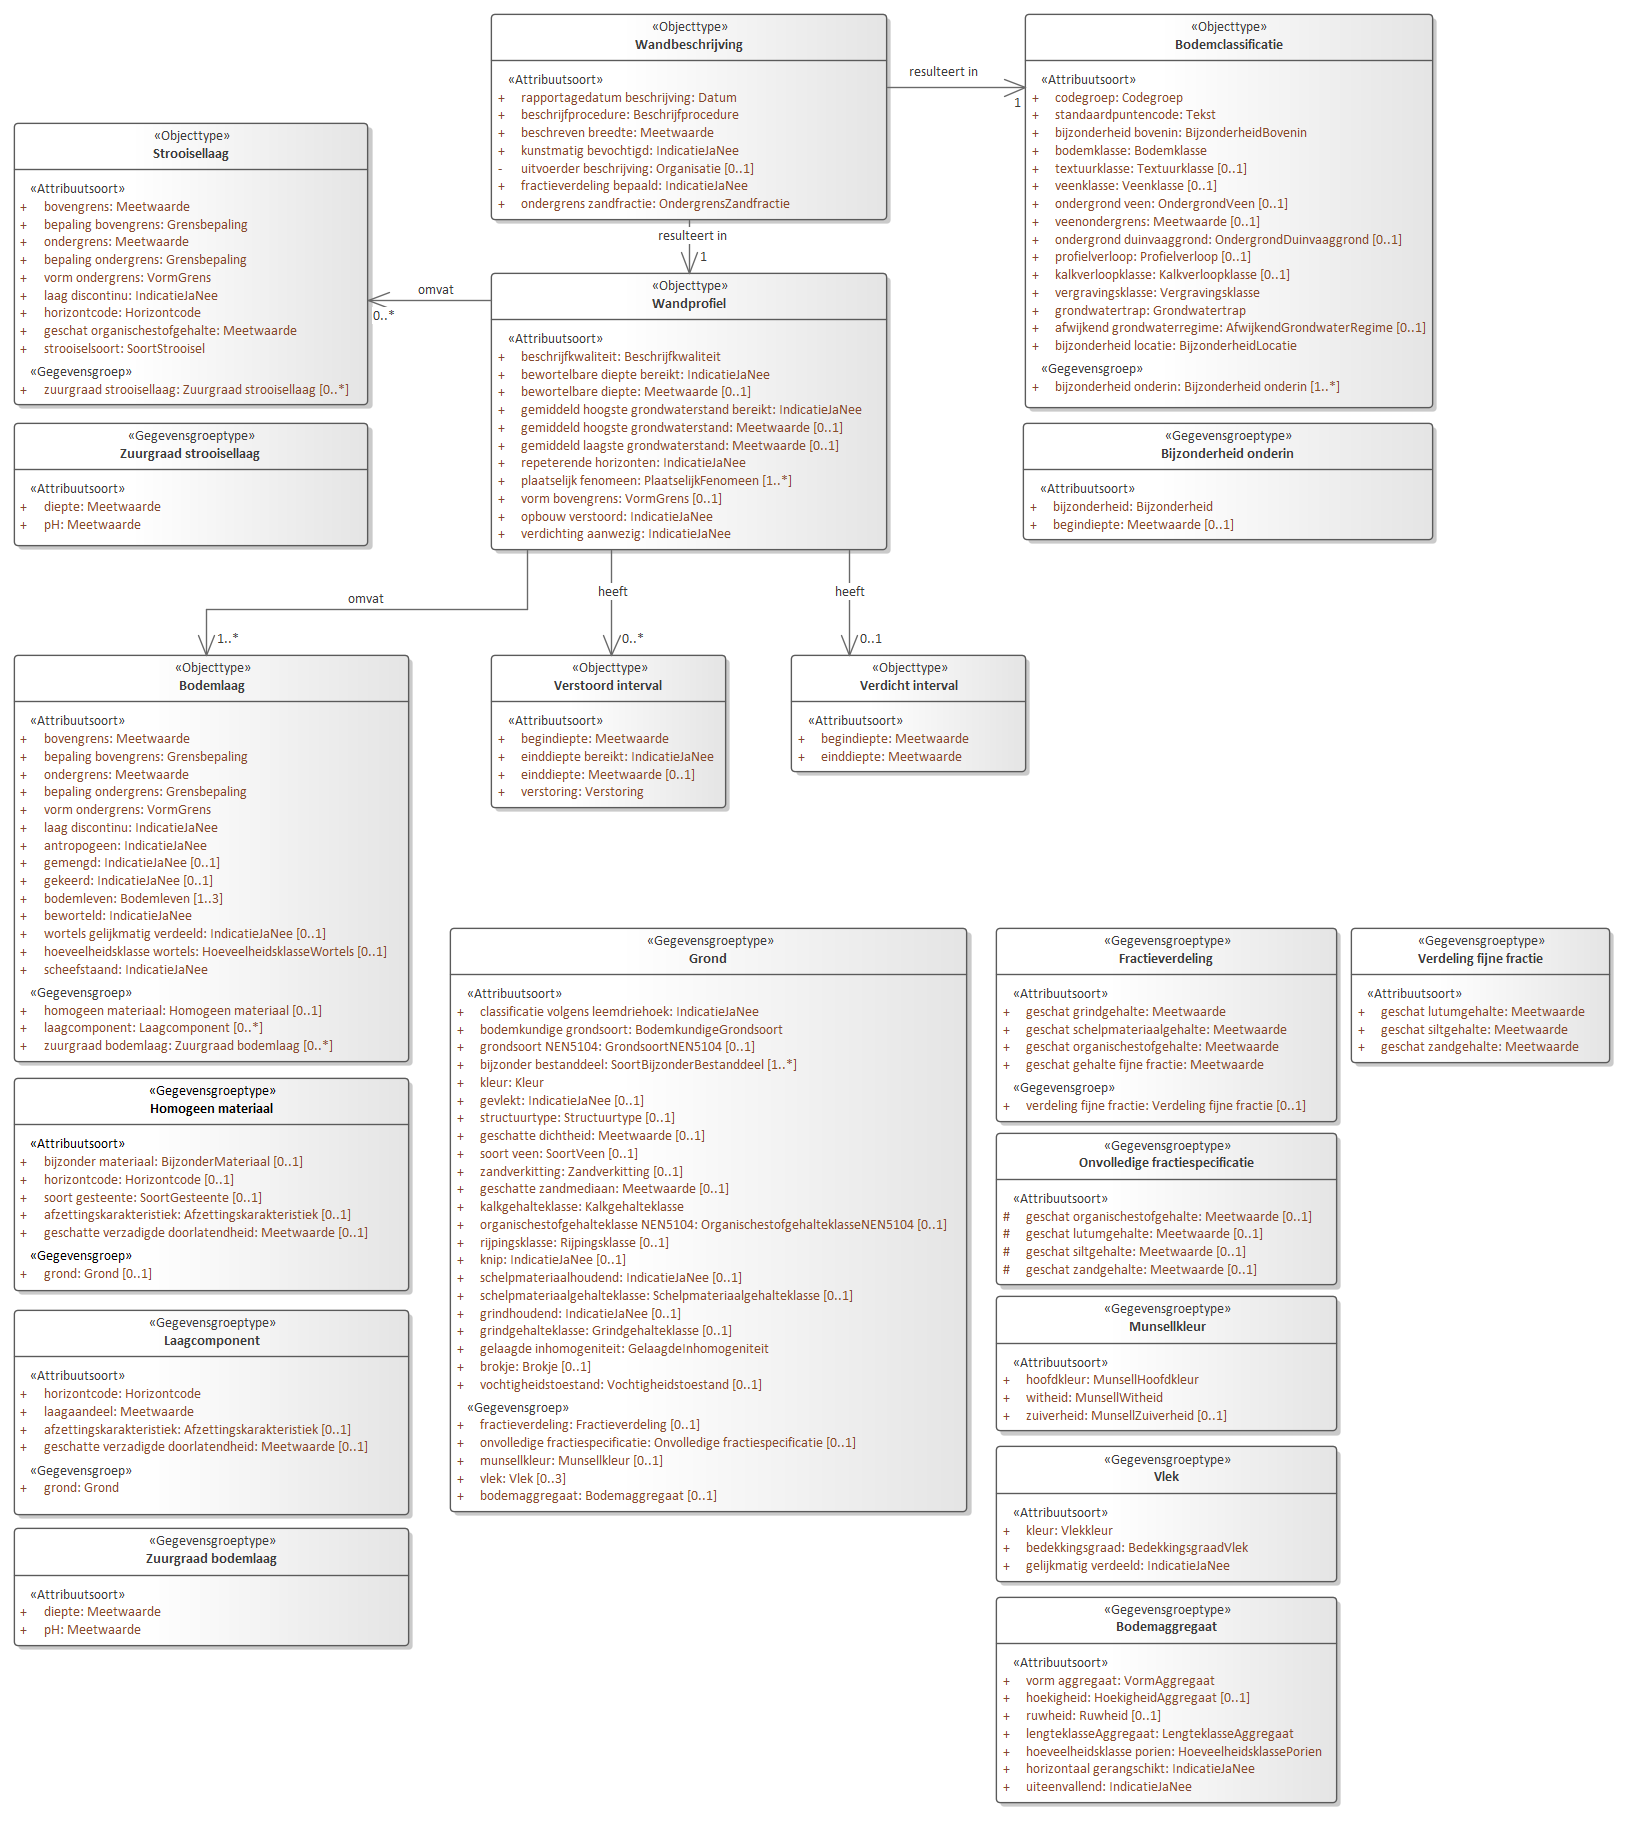 «Objecttype»
Wandbeschrijving
«Attribuutsoort»
+ rapportagedatum beschrijving: Datum
+ beschrijfprocedure: Beschrijfprocedure
+ beschreven breedte: Meetwaarde
+ kunstmatig bevochtigd: IndicatieJaNee
- uitvoerder beschrijving: Organisatie [0..1]
+ fractieverdeling bepaald: IndicatieJaNee
+ ondergrens zandfractie: OndergrensZandfractie
resulteert in
1
«Objecttype»
Bodemclassificatie
«Attribuutsoort»
+ codegroep: Codegroep
+ standaardpuntencode: Tekst
+ bijzonderheid bovenin: BijzonderheidBovenin
+ bodemklasse: Bodemklasse
+ textuurklasse: Textuurklasse [0..1]
+ veenklasse: Veenklasse [0..1]
+ ondergrond veen: OndergrondVeen [0..1]
+ veenondergrens: Meetwaarde [0..1]
+ ondergrond duinvaaggrond: OndergrondDuinvaaggrond [0..1]
+ profielverloop: Profielverloop [0..1]
+ kalkverloopklasse: Kalkverloopklasse [0..1]
+ vergravingsklasse: Vergravingsklasse
+ grondwatertrap: Grondwatertrap
+ afwijkend grondwaterregime: AfwijkendGrondwaterRegime [0..1]
+ bijzonderheid locatie: BijzonderheidLocatie
«Gegevensgroep»
+ bijzonderheid onderin: Bijzonderheid onderin [1..*]
«Objecttype»
Strooisellaag
«Attribuutsoort»
+ bovengrens: Meetwaarde
+ bepaling bovengrens: Grensbepaling
+ ondergrens: Meetwaarde
+ bepaling ondergrens: Grensbepaling
+ vorm ondergrens: VormGrens
+ laag discontinu: IndicatieJaNee
+ horizontcode: Horizontcode
+ geschat organischestofgehalte: Meetwaarde
+ strooiselsoort: SoortStrooisel
«Gegevensgroep»
+ zuurgraad strooisellaag: Zuurgraad strooisellaag [0..*]
resulteert in
1
omvat
0..*
«Objecttype»
Wandprofiel
«Attribuutsoort»
+ beschrijfkwaliteit: Beschrijfkwaliteit
+ bewortelbare diepte bereikt: IndicatieJaNee
+ bewortelbare diepte: Meetwaarde [0..1]
+ gemiddeld hoogste grondwaterstand bereikt: IndicatieJaNee
+ gemiddeld hoogste grondwaterstand: Meetwaarde [0..1]
+ gemiddeld laagste grondwaterstand: Meetwaarde [0..1]
+ repeterende horizonten: IndicatieJaNee
+ plaatselijk fenomeen: PlaatselijkFenomeen [1..*]
+ vorm bovengrens: VormGrens [0..1]
+ opbouw verstoord: IndicatieJaNee
+ verdichting aanwezig: IndicatieJaNee
«Gegevensgroeptype»
Zuurgraad strooisellaag
«Attribuutsoort»
+ diepte: Meetwaarde
+ pH: Meetwaarde
«Gegevensgroeptype»
Bijzonderheid onderin
«Attribuutsoort»
+ bijzonderheid: Bijzonderheid
+ begindiepte: Meetwaarde [0..1]
omvat
1..*
heeft
0..*
heeft
0..1
«Objecttype»
Bodemlaag
«Attribuutsoort»
+ bovengrens: Meetwaarde
+ bepaling bovengrens: Grensbepaling
+ ondergrens: Meetwaarde
+ bepaling ondergrens: Grensbepaling
+ vorm ondergrens: VormGrens
+ laag discontinu: IndicatieJaNee
+ antropogeen: IndicatieJaNee
+ gemengd: IndicatieJaNee [0..1]
+ gekeerd: IndicatieJaNee [0..1]
+ bodemleven: Bodemleven [1..3]
+ beworteld: IndicatieJaNee
+ wortels gelijkmatig verdeeld: IndicatieJaNee [0..1]
+ hoeveelheidsklasse wortels: HoeveelheidsklasseWortels [0..1]
+ scheefstaand: IndicatieJaNee
«Gegevensgroep»
+ homogeen materiaal: Homogeen materiaal [0..1]
+ laagcomponent: Laagcomponent [0..*]
+ zuurgraad bodemlaag: Zuurgraad bodemlaag [0..*]
«Objecttype»
Verstoord interval
«Attribuutsoort»
+ begindiepte: Meetwaarde
+ einddiepte bereikt: IndicatieJaNee
+ einddiepte: Meetwaarde [0..1]
+ verstoring: Verstoring
«Objecttype»
Verdicht interval
«Attribuutsoort»
+ begindiepte: Meetwaarde
+ einddiepte: Meetwaarde
«Gegevensgroeptype»
Homogeen materiaal
«Attribuutsoort»
+ bijzonder materiaal: BijzonderMateriaal [0..1]
+ horizontcode: Horizontcode [0..1]
+ soort gesteente: SoortGesteente [0..1]
+ afzettingskarakteristiek: Afzettingskarakteristiek [0..1]
+ geschatte verzadigde doorlatendheid: Meetwaarde [0..1]
«Gegevensgroep»
+ grond: Grond [0..1]
«Gegevensgroeptype»
Laagcomponent
«Attribuutsoort»
+ horizontcode: Horizontcode
+ laagaandeel: Meetwaarde
+ afzettingskarakteristiek: Afzettingskarakteristiek [0..1]
+ geschatte verzadigde doorlatendheid: Meetwaarde [0..1]
«Gegevensgroep»
+ grond: Grond
«Gegevensgroeptype»
Zuurgraad bodemlaag
«Attribuutsoort»
+ diepte: Meetwaarde
+ pH: Meetwaarde
«Gegevensgroeptype»
Grond
«Attribuutsoort»
+ classificatie volgens leemdriehoek: IndicatieJaNee
+ bodemkundige grondsoort: BodemkundigeGrondsoort
+ grondsoort NEN5104: GrondsoortNEN5104 [0..1]
+ bijzonder bestanddeel: SoortBijzonderBestanddeel [1..*]
+ kleur: Kleur
+ gevlekt: IndicatieJaNee [0..1]
+ structuurtype: Structuurtype [0..1]
+ geschatte dichtheid: Meetwaarde [0..1]
+ soort veen: SoortVeen [0..1]
+ zandverkitting: Zandverkitting [0..1]
+ geschatte zandmediaan: Meetwaarde [0..1]
+ kalkgehalteklasse: Kalkgehalteklasse
+ organischestofgehalteklasse NEN5104: OrganischestofgehalteklasseNEN5104 [0..1]
+ rijpingsklasse: Rijpingsklasse [0..1]
+ knip: IndicatieJaNee [0..1]
+ schelpmateriaalhoudend: IndicatieJaNee [0..1]
+ schelpmateriaalgehalteklasse: Schelpmateriaalgehalteklasse [0..1]
+ grindhoudend: IndicatieJaNee [0..1]
+ grindgehalteklasse: Grindgehalteklasse [0..1]
+ gelaagde inhomogeniteit: GelaagdeInhomogeniteit
+ brokje: Brokje [0..1]
+ vochtigheidstoestand: Vochtigheidstoestand [0..1]
«Gegevensgroep»
+ fractieverdeling: Fractieverdeling [0..1]
+ onvolledige fractiespecificatie: Onvolledige fractiespecificatie [0..1]
+ munsellkleur: Munsellkleur [0..1]
+ vlek: Vlek [0..3]
+ bodemaggregaat: Bodemaggregaat [0..1]
«Gegevensgroeptype»
Fractieverdeling
«Attribuutsoort»
+ geschat grindgehalte: Meetwaarde
+ geschat schelpmateriaalgehalte: Meetwaarde
+ geschat organischestofgehalte: Meetwaarde
+ geschat gehalte fijne fractie: Meetwaarde
«Gegevensgroep»
+ verdeling fijne fractie: Verdeling fijne fractie [0..1]
«Gegevensgroeptype»
Verdeling fijne fractie
«Attribuutsoort»
+ geschat lutumgehalte: Meetwaarde
+ geschat siltgehalte: Meetwaarde
+ geschat zandgehalte: Meetwaarde
«Gegevensgroeptype»
Onvolledige fractiespecificatie
«Attribuutsoort»
# geschat organischestofgehalte: Meetwaarde [0..1]
# geschat lutumgehalte: Meetwaarde [0..1]
# geschat siltgehalte: Meetwaarde [0..1]
# geschat zandgehalte: Meetwaarde [0..1]
«Gegevensgroeptype»
Munsellkleur
«Attribuutsoort»
+ hoofdkleur: MunsellHoofdkleur
+ witheid: MunsellWitheid
+ zuiverheid: MunsellZuiverheid [0..1]
«Gegevensgroeptype»
Vlek
«Attribuutsoort»
+ kleur: Vlekkleur
+ bedekkingsgraad: BedekkingsgraadVlek
+ gelijkmatig verdeeld: IndicatieJaNee
«Gegevensgroeptype»
Bodemaggregaat
«Attribuutsoort»
+ vorm aggregaat: VormAggregaat
+ hoekigheid: HoekigheidAggregaat [0..1]
+ ruwheid: Ruwheid [0..1]
+ lengteklasseAggregaat: LengteklasseAggregaat
+ hoeveelheidsklasse porien: HoeveelheidsklassePorien
+ horizontaal gerangschikt: IndicatieJaNee
+ uiteenvallend: IndicatieJaNee